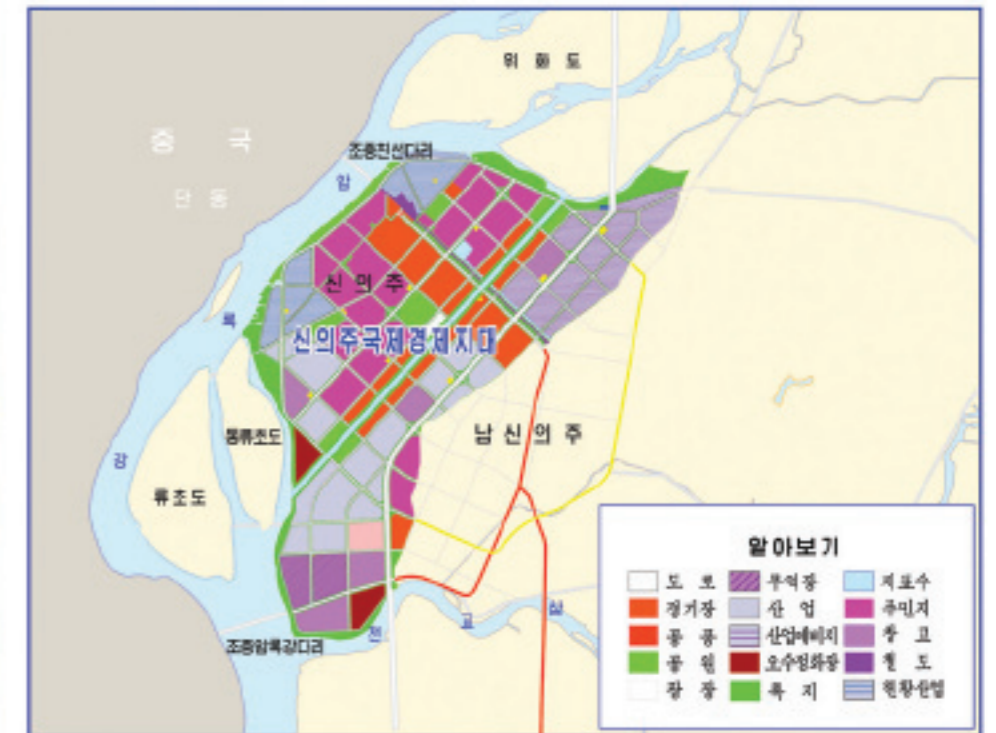 위 화 도
중 국
조중친선다리
압
단 동
신 의 주
록
신의주국제경제지대
남 신 의 주
동류초도
강
류초도
조중압록강다리
전
교
삼
알아보기
도 로
무역장
지표수
경기장
산 업
주민지
공 공
산업예비지
창 고
공 원
오수정화장
철 도
광 장
록 지
현황산업